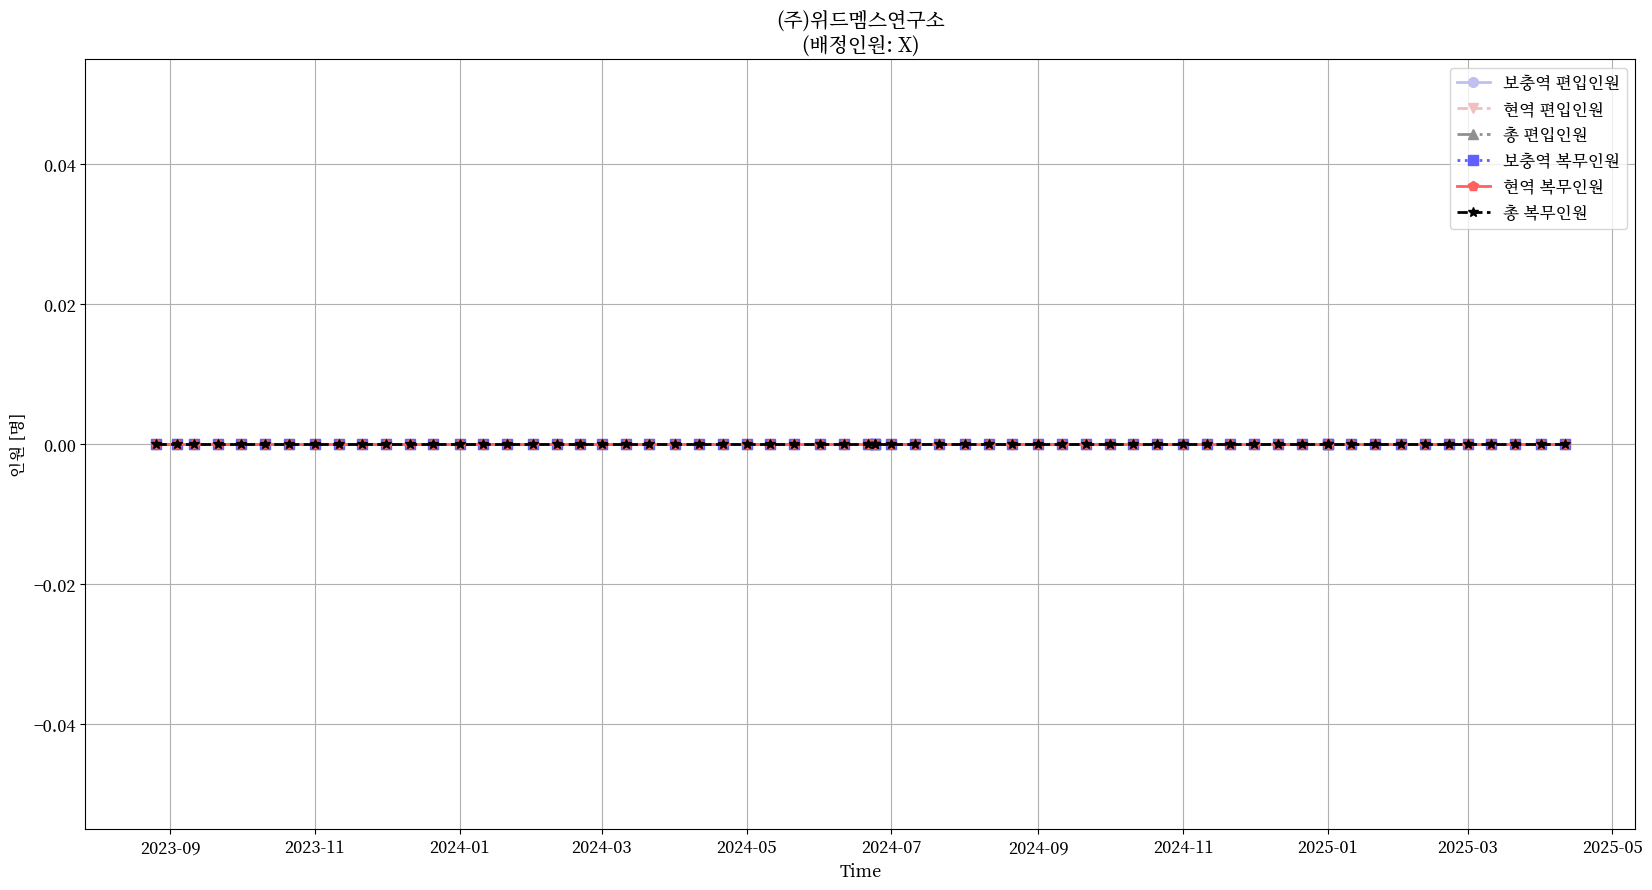 (주)위드멤스연구소
(배정인원: X)
보충역 편입인원
현역 편입인원
총 편입인원
보충역 복무인원
현역 복무인원
총 복무인원
인원 [명]
0.04
0.02
0.00
−0.02
−0.04
2023-09
2023-11
2024-01
2024-03
2024-05
2024-07
2024-09
2024-11
2025-01
2025-03
2025-05
Time